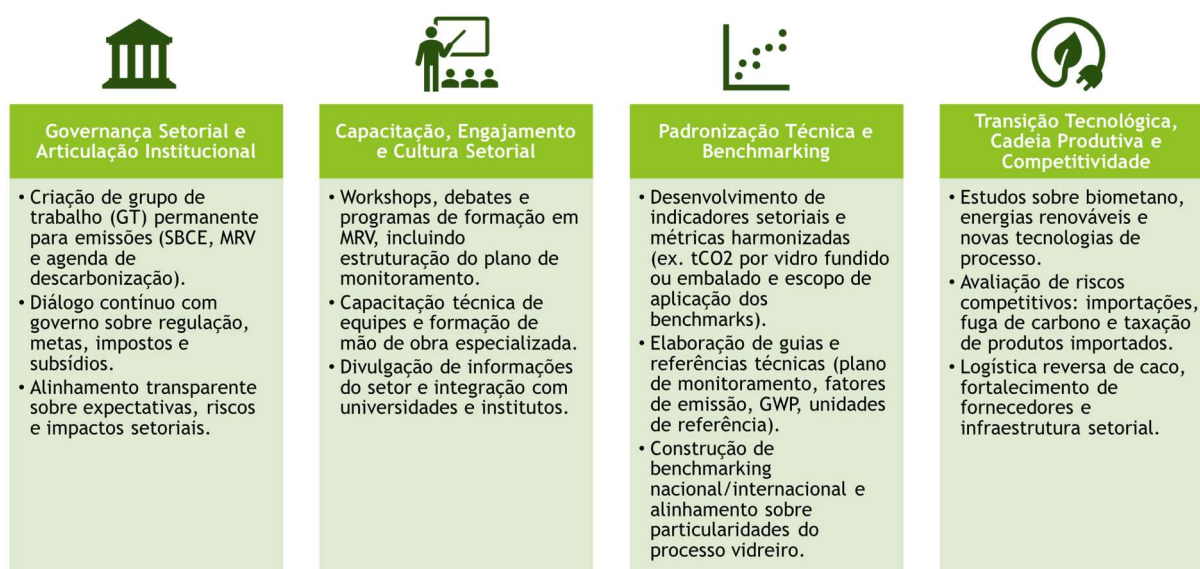 Governança Setorial e
Articulação Institucional
• Criação de grupo de
trabalho (GT) permanente
para emissões (SBCE, MRV
e agenda de
descarbonização).
• Diálogo contínuo com
governo sobre regulação,
metas, impostos e
subsídios.
• Alinhamento transparente
sobre expectativas, riscos
e impactos setoriais.
Capacitação, Engajamento
e Cultura Setorial
• Workshops, debates e
programas de formação em
MRV, incluindo
estruturação do plano de
monitoramento.
• Capacitação técnica de
equipes e formação de
mão de obra especializada.
• Divulgação de informações
do setor e integração com
universidades e institutos.
Padronização Técnica e
Benchmarking
• Desenvolvimento de
indicadores setoriais e
métricas harmonizadas
(ex. tCO2 por vidro fundido
ou embalado e escopo de
aplicação dos
benchmarks).
• Elaboração de guias e
referências técnicas (plano
de monitoramento, fatores
de emissão, GWP, unidades
de referência).
• Construção de
benchmarking
nacional/internacional e
alinhamento sobre
particularidades do
processo vidreiro.
Transição Tecnológica,
Cadeia Produtiva e
Competitividade
• Estudos sobre biometano,
energias renováveis e
novas tecnologias de
processo.
• Avaliação de riscos
competitivos: importações,
fuga de carbono e taxação
de produtos importados.
• Logística reversa de caco,
fortalecimento de
fornecedores e
infraestrutura setorial.